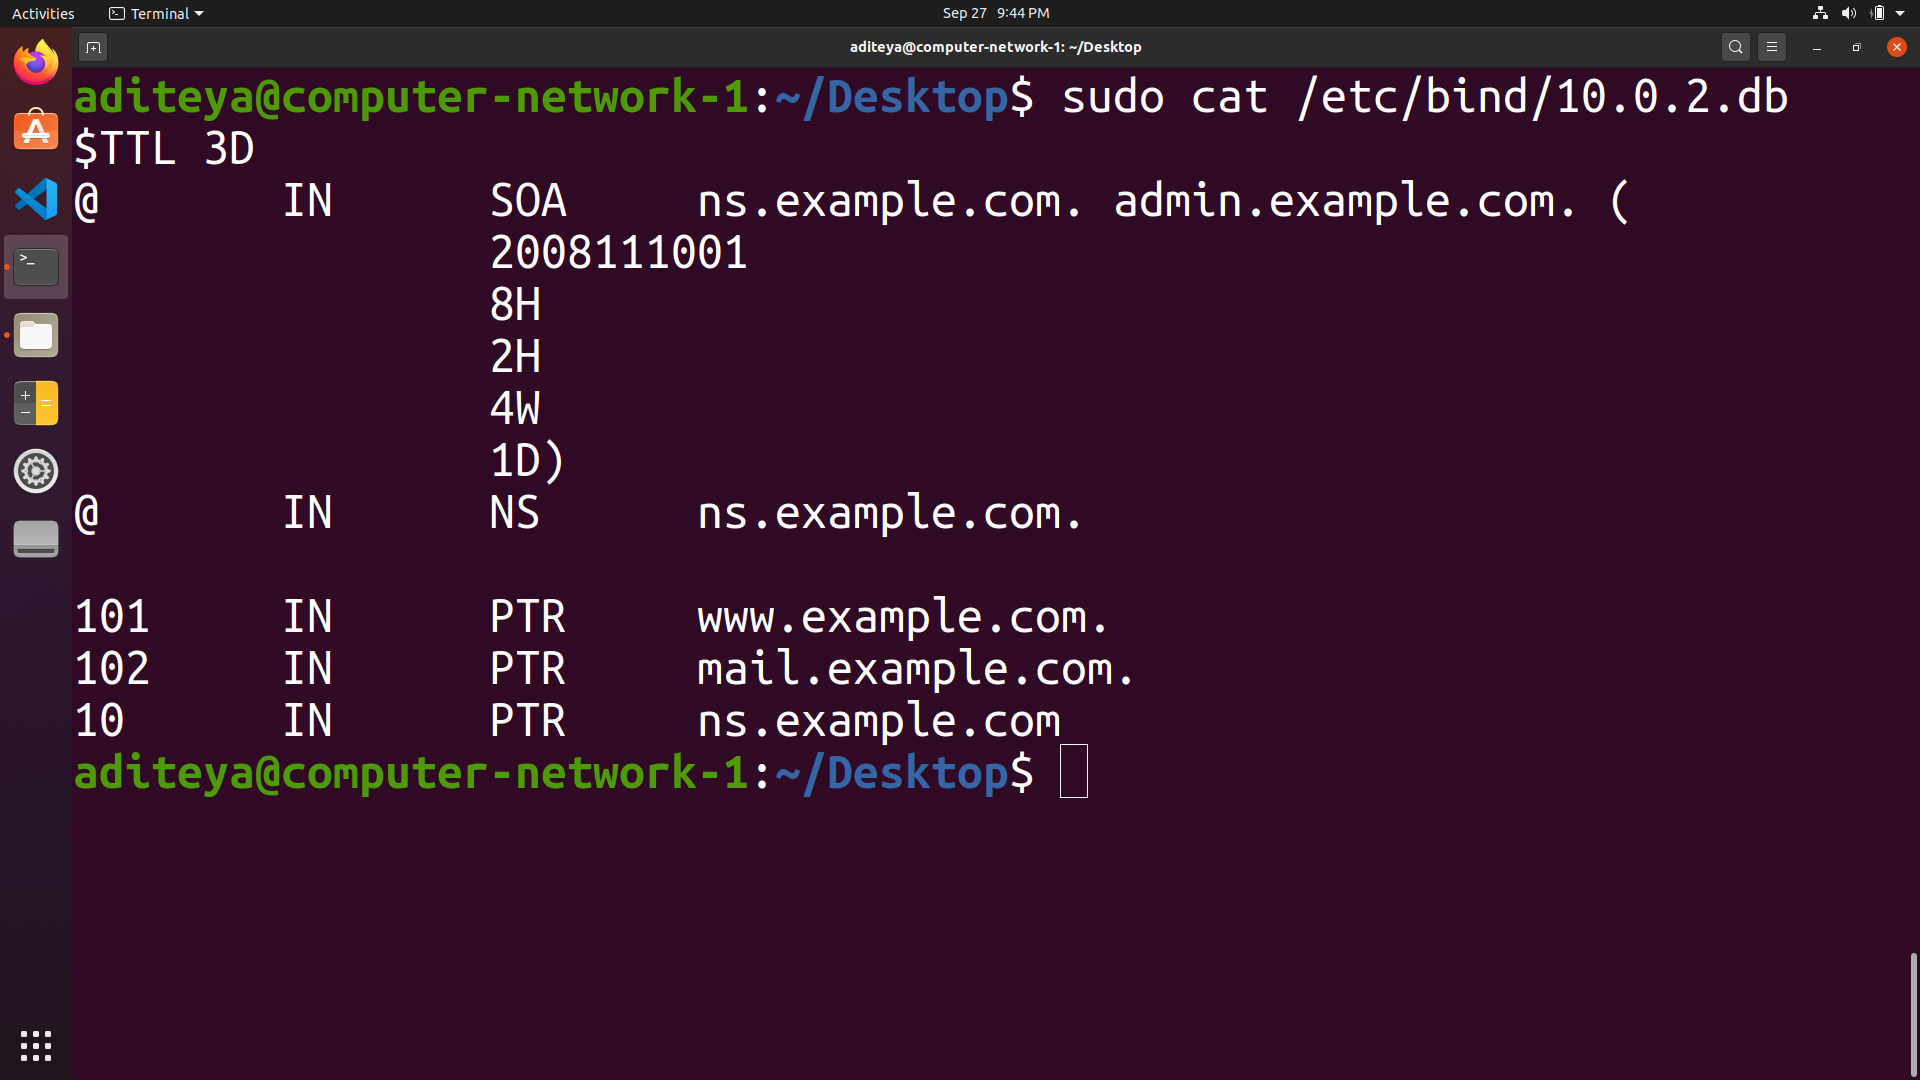 Activities Terminal Sep 27 9:44 PM
aditeya@computer-network-1: ~/Desktop
aditeya@computer-network-1:~/Desktop$ sudo cat /etc/bind/10.0.2.db
$TTL 3D
@ IN SOA ns.example.com. admin.example.com. (
2008111001
8H
2H
4W
1D)
@ IN NS ns.example.com.
101 IN PTR www.example.com.
102 IN PTR mail.example.com.
10 IN PTR ns.example.com
aditeya@computer-network-1:~/Desktop$